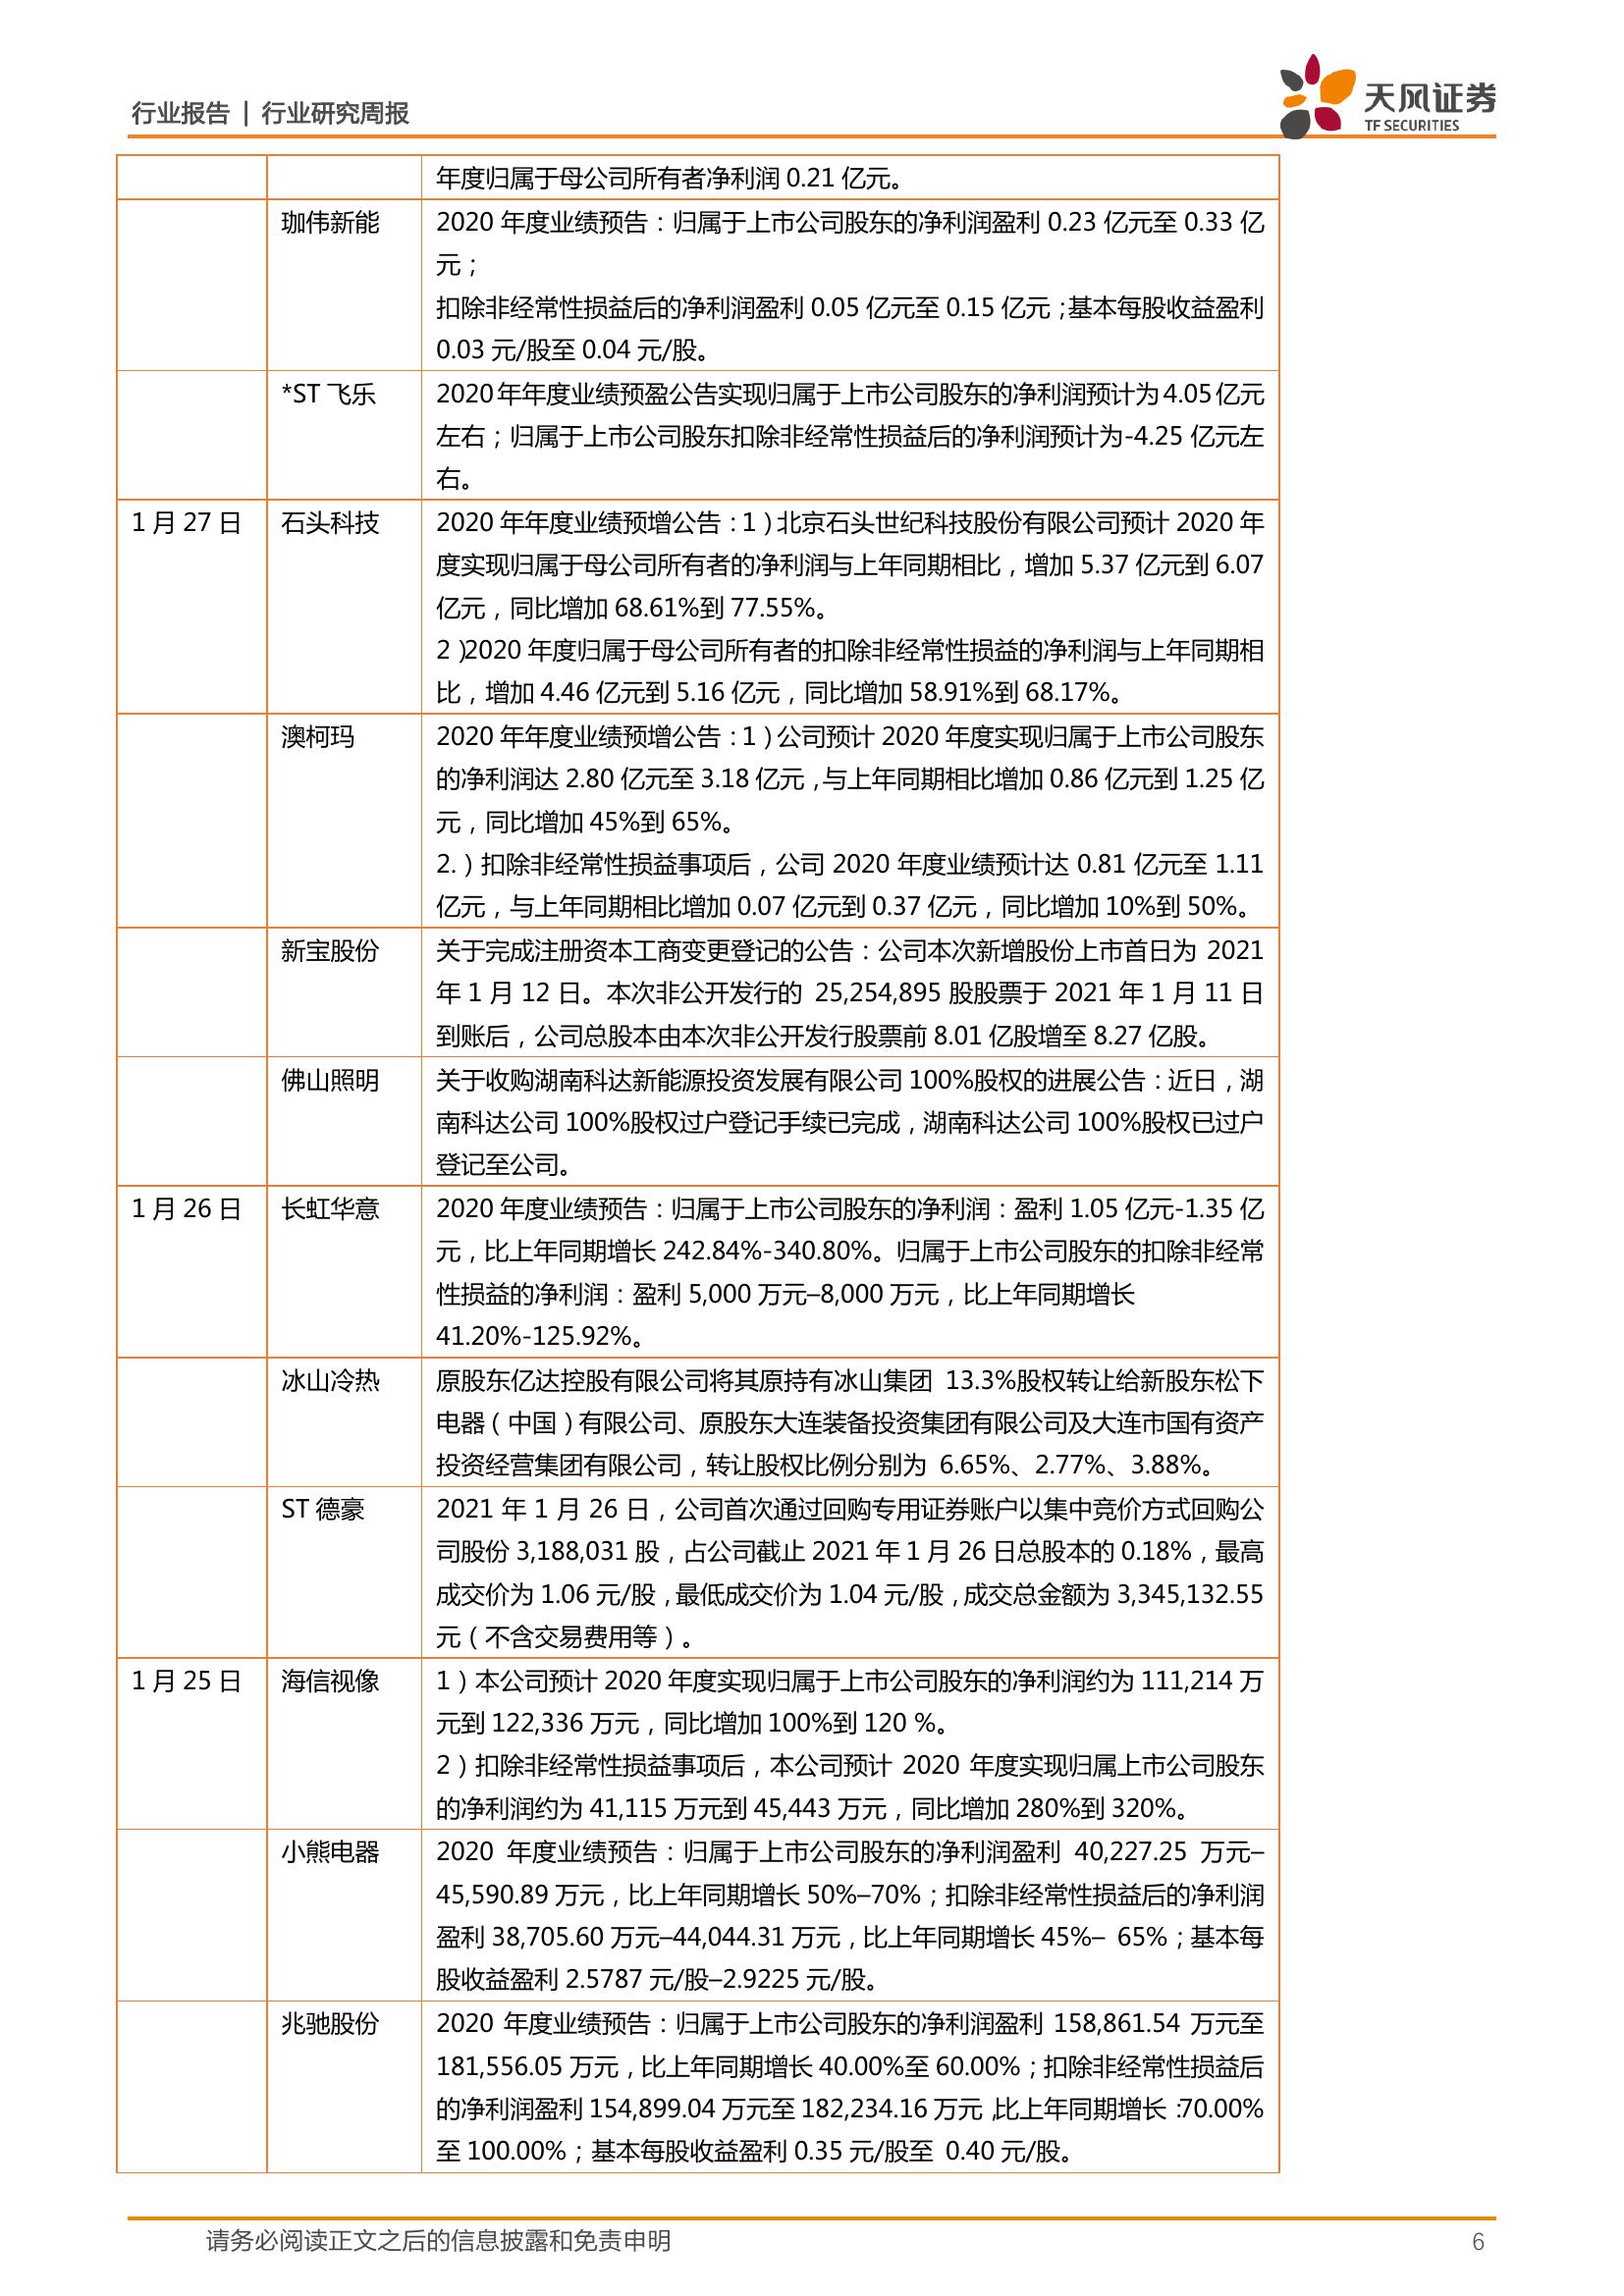 行业报告 | 行业研究周报
天风证券
TF SECURITIES
年度归属于母公司所有者净利润 0.21 亿元。
珈伟新能
2020 年度业绩预告：归属于上市公司股东的净利润盈利 0.23 亿元至 0.33 亿
元；
扣除非经常性损益后的净利润盈利 0.05 亿元至 0.15 亿元；基本每股收益盈利
0.03 元/股至 0.04 元/股。
*ST 飞乐
2020 年年度业绩预盈公告实现归属于上市公司股东的净利润预计为 4.05 亿元
左右；归属于上市公司股东扣除非经常性损益后的净利润预计为-4.25 亿元左
右。
1 月 27 日
石头科技
2020 年年度业绩预增公告：1）北京石头世纪科技股份有限公司预计 2020 年
度实现归属于母公司所有者的净利润与上年同期相比，增加 5.37 亿元到 6.07
亿元，同比增加 68.61%到 77.55%。
2）2020 年度归属于母公司所有者的扣除非经常性损益的净利润与上年同期相
比，增加 4.46 亿元到 5.16 亿元，同比增加 58.91%到 68.17%。
澳柯玛
2020 年年度业绩预增公告：1）公司预计 2020 年度实现归属于上市公司股东
的净利润达 2.80 亿元至 3.18 亿元，与上年同期相比增加 0.86 亿元到 1.25 亿
元，同比增加 45%到 65%。
2.）扣除非经常性损益事项后，公司 2020 年度业绩预计达 0.81 亿元至 1.11
亿元，与上年同期相比增加 0.07 亿元到 0.37 亿元，同比增加 10%到 50%。
新宝股份
关于完成注册资本工商变更登记的公告：公司本次新增股份上市首日为 2021
年 1 月 12 日。本次非公开发行的 25,254,895 股股票于 2021 年 1 月 11 日
到账后，公司总股本由本次非公开发行股票前 8.01 亿股增至 8.27 亿股。
佛山照明
关于收购湖南科达新能源投资发展有限公司 100%股权的进展公告：近日，湖
南科达公司 100%股权过户登记手续已完成，湖南科达公司 100%股权已过户
登记至公司。
1 月 26 日
长虹华意
2020 年度业绩预告：归属于上市公司股东的净利润：盈利 1.05 亿元-1.35 亿
元，比上年同期增长 242.84%-340.80%。归属于上市公司股东的扣除非经常
性损益的净利润：盈利 5,000 万元–8,000 万元，比上年同期增长
41.20%-125.92%。
冰山冷热
原股东亿达控股有限公司将其原持有冰山集团 13.3%股权转让给新股东松下
电器（中国）有限公司、原股东大连装备投资集团有限公司及大连市国有资产
投资经营集团有限公司，转让股权比例分别为 6.65%、2.77%、3.88%。
ST 德豪
2021 年 1 月 26 日，公司首次通过回购专用证券账户以集中竞价方式回购公
司股份 3,188,031 股，占公司截止 2021 年 1 月 26 日总股本的 0.18%，最高
成交价为 1.06 元/股，最低成交价为 1.04 元/股，成交总金额为 3,345,132.55
元（不含交易费用等）。
1 月 25 日
海信视像
1）本公司预计 2020 年度实现归属于上市公司股东的净利润约为 111,214 万
元到 122,336 万元，同比增加 100%到 120 %。
2）扣除非经常性损益事项后，本公司预计 2020 年度实现归属上市公司股东
的净利润约为 41,115 万元到 45,443 万元，同比增加 280%到 320%。
小熊电器
2020 年度业绩预告：归属于上市公司股东的净利润盈利 40,227.25 万元–
45,590.89 万元，比上年同期增长 50%–70%；扣除非经常性损益后的净利润
盈利 38,705.60 万元–44,044.31 万元，比上年同期增长 45%– 65%；基本每
股收益盈利 2.5787 元/股–2.9225 元/股。
兆驰股份
2020 年度业绩预告：归属于上市公司股东的净利润盈利 158,861.54 万元至
181,556.05 万元，比上年同期增长 40.00%至 60.00%；扣除非经常性损益后
的净利润盈利 154,899.04 万元至 182,234.16 万元，比上年同期增长：70.00%
至 100.00%；基本每股收益盈利 0.35 元/股至 0.40 元/股。
请务必阅读正文之后的信息披露和免责申明
6